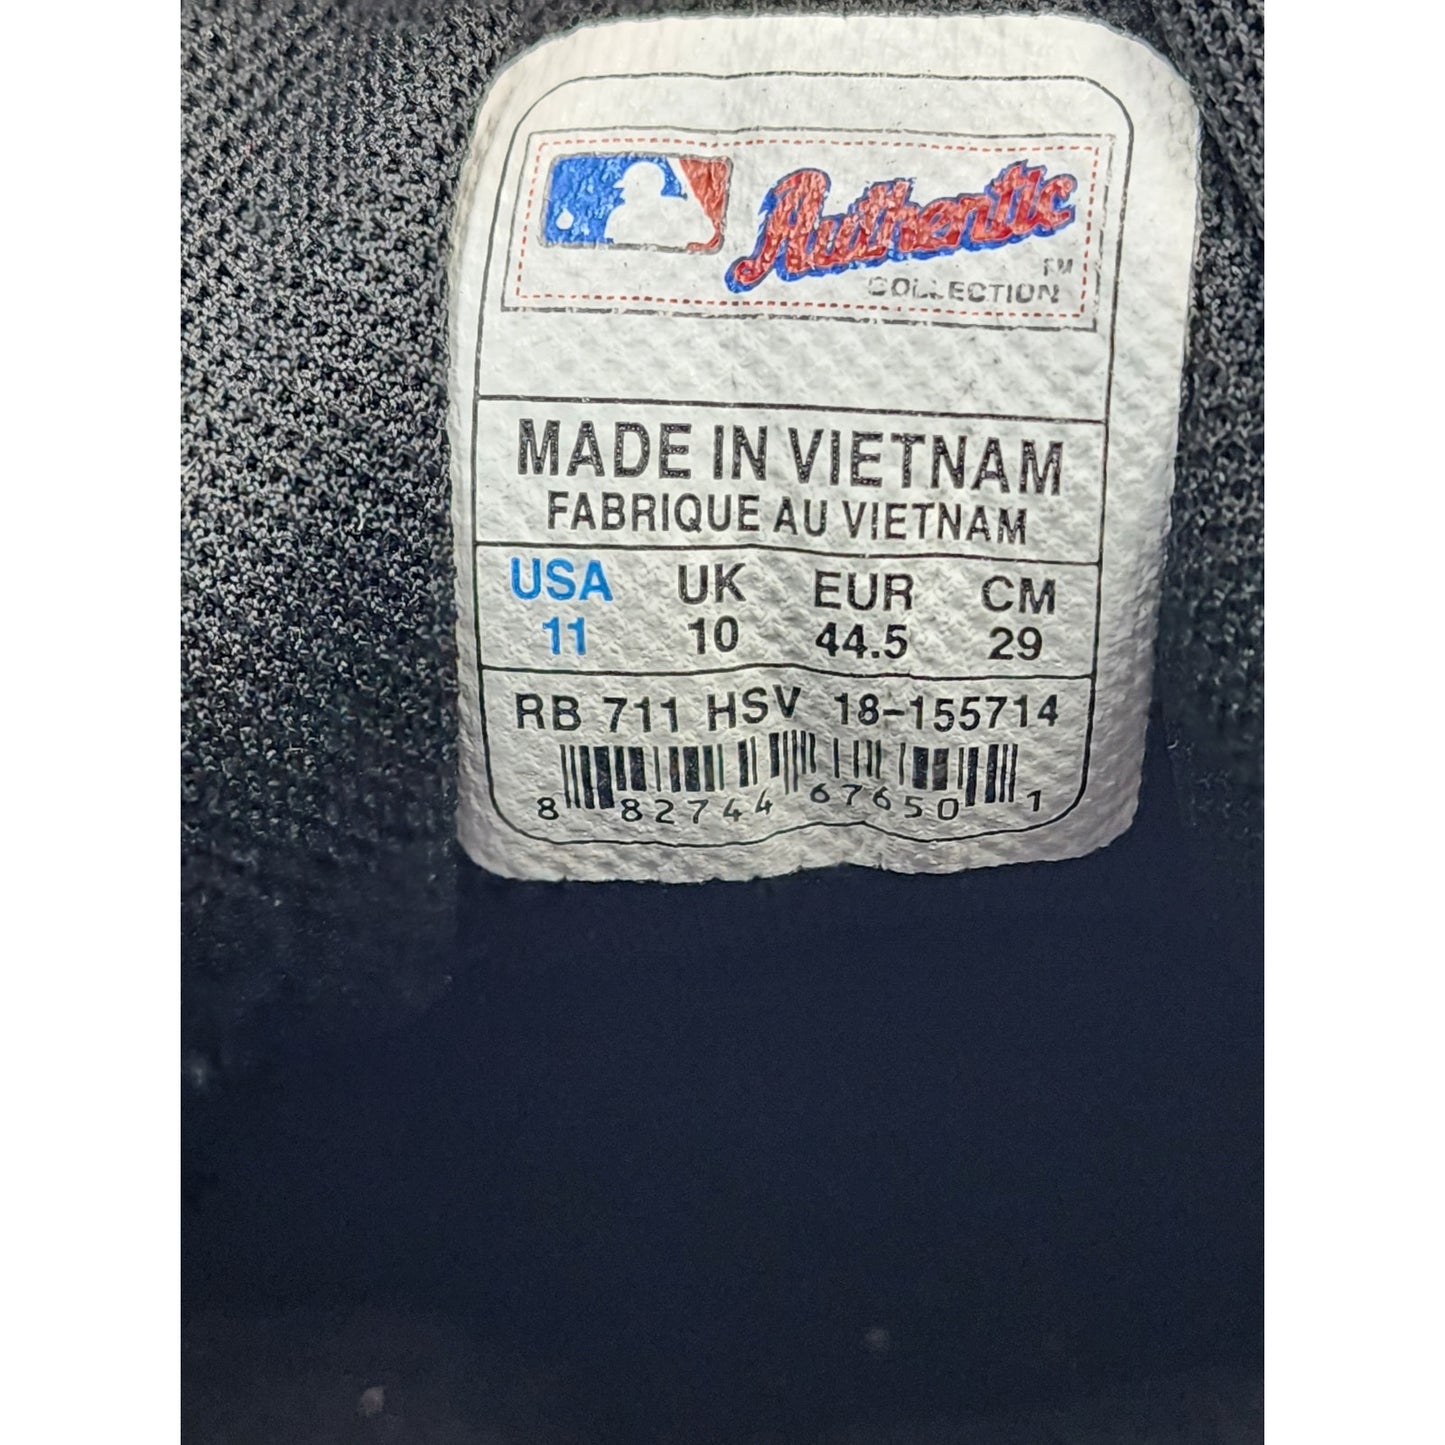 Authentic
TM
COLLECTION
MADE IN VIETNAM
FABRIQUE AU VIETNAM
USA UK EUR CM
11 10 44.5 29
RB 711 HSV 18-155714
8 82744 67650 1